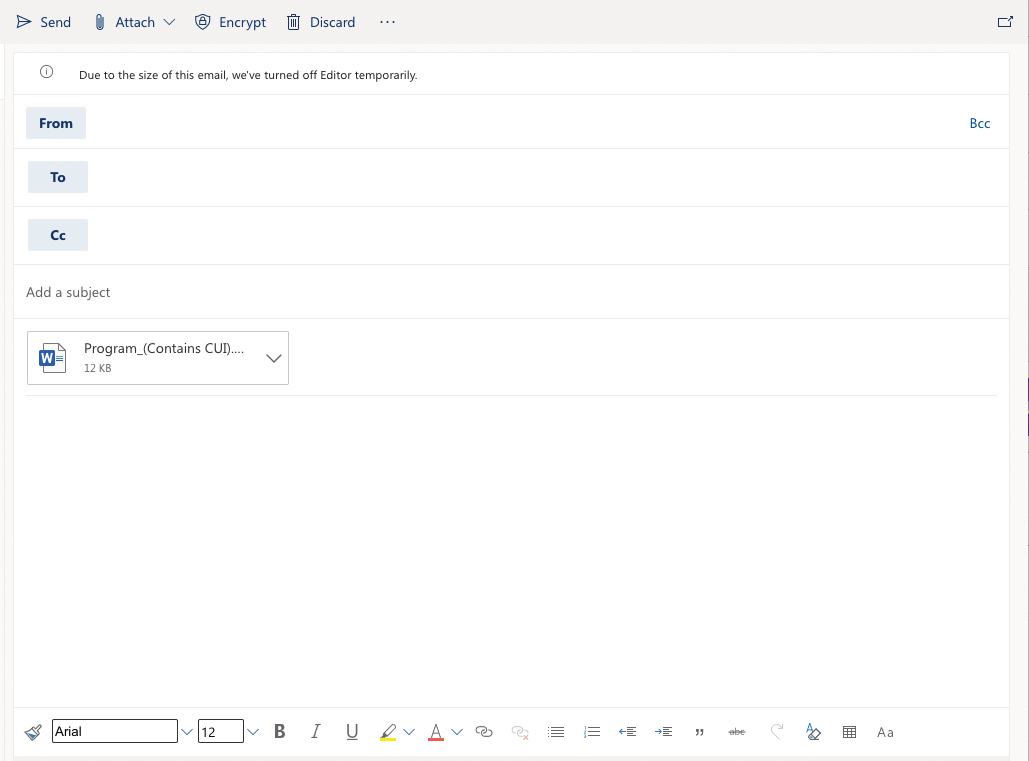 Send Attach Encrypt Discard ...
Due to the size of this email, we've turned off Editor temporarily.
From Bcc
To
Cc
Add a subject
W Program_(Contains CUI)....
12 KB
Arial 12 B I U A " abc A Aa